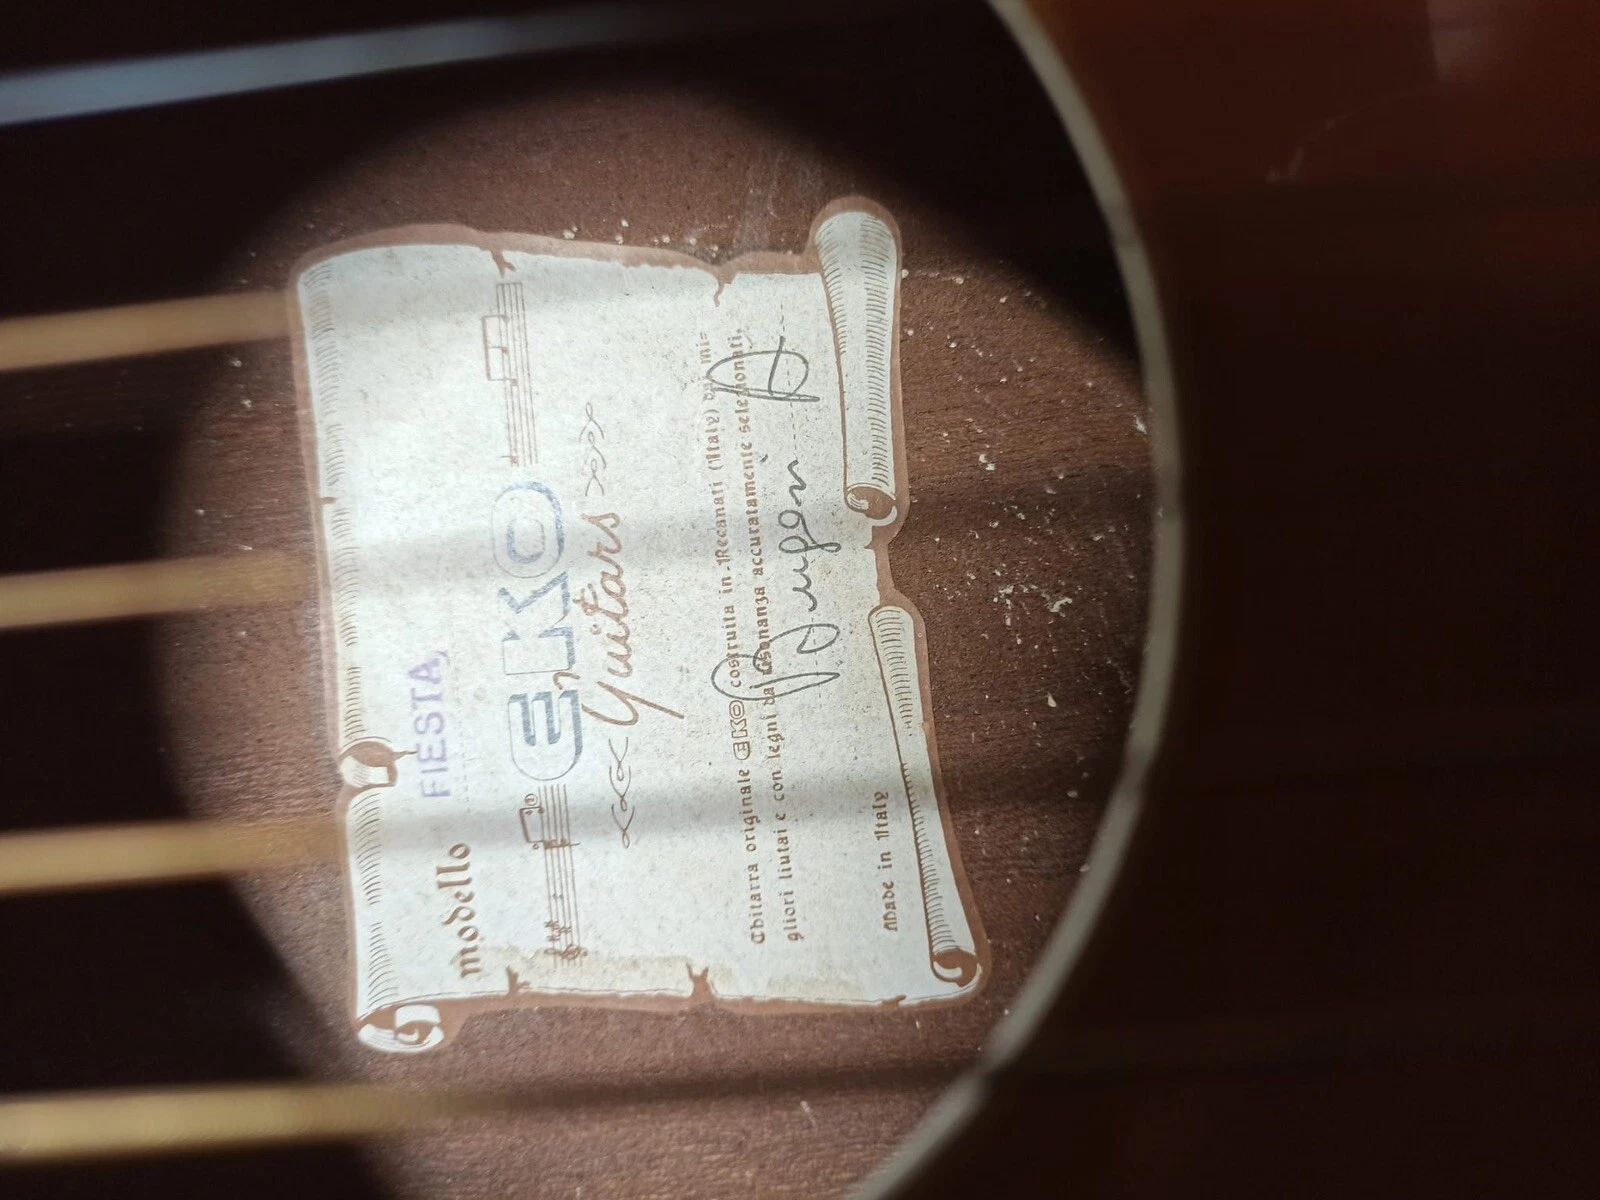 modello FIESTA
EKO
Guitars
Chitarra originale EKO costruita in Recanati (Italy) da mi=
gliori liutai e con legni da risonanza accuratamente selezionati.
Made in Italy